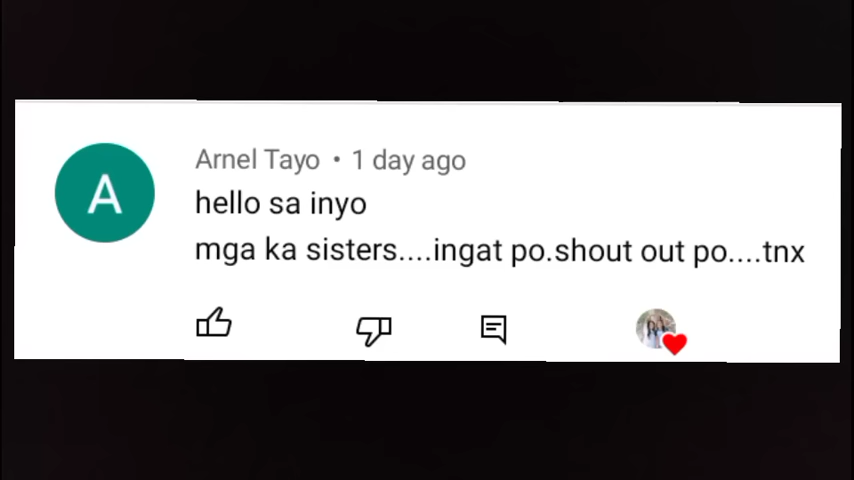 A
Arnel Tayo • 1 day ago
hello sa inyo
mga ka sisters....ingat po.shout out po....tnx